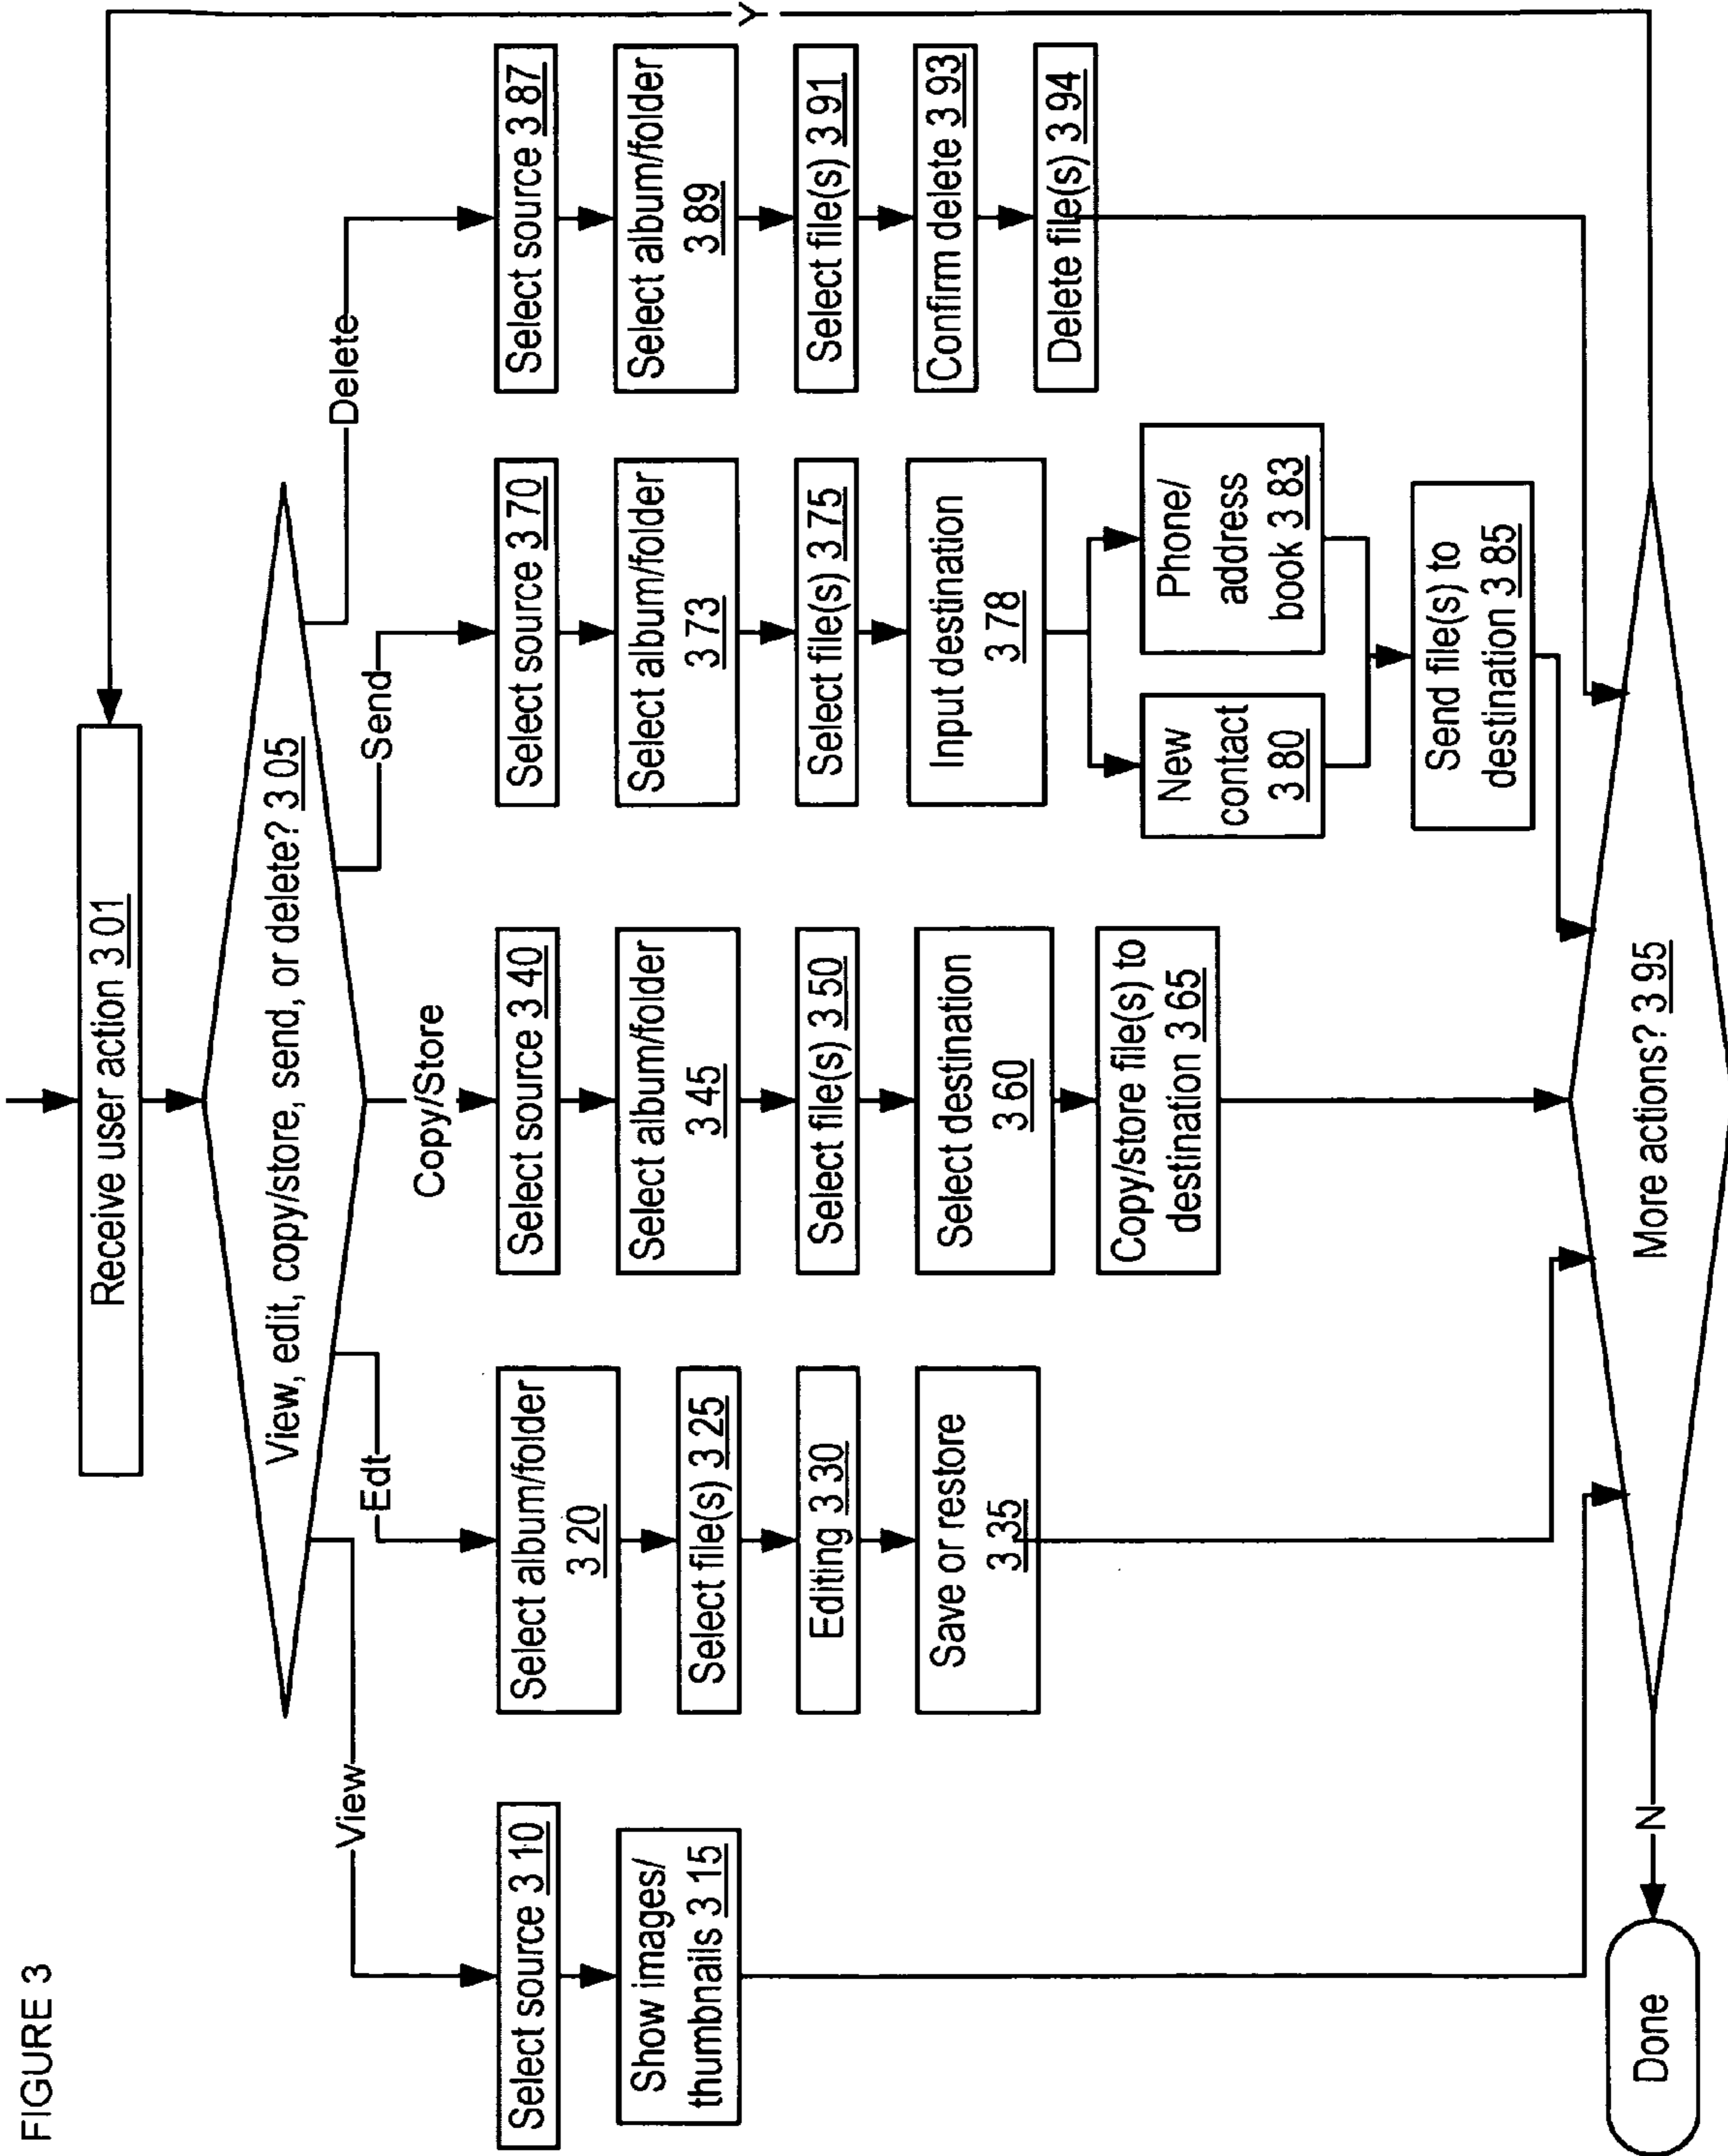 FIGURE 3
Receive user action 3 01
View, edit, copy/store, send, or delete? 3 05
View
Edt
Copy/Store
Send
Delete
Select source 3 10
Show images/
thumbnails 3 15
Select album/folder
3 20
Select file(s) 3 25
Editing 3 30
Save or restore
3 35
Select source 3 40
Select album/folder
3 45
Select file(s) 3 50
Select destination
3 60
Copy/store file(s) to
destination 3 65
Select source 3 70
Select album/folder
3 73
Select file(s) 3 75
Input destination
3 78
New
contact
3 80
Phone/
address
book 3 83
Send file(s) to
destination 3 85
Select source 3 87
Select album/folder
3 89
Select file(s) 3 91
Confirm delete 3 93
Delete file(s) 3 94
More actions? 3 95
Y
N
Done